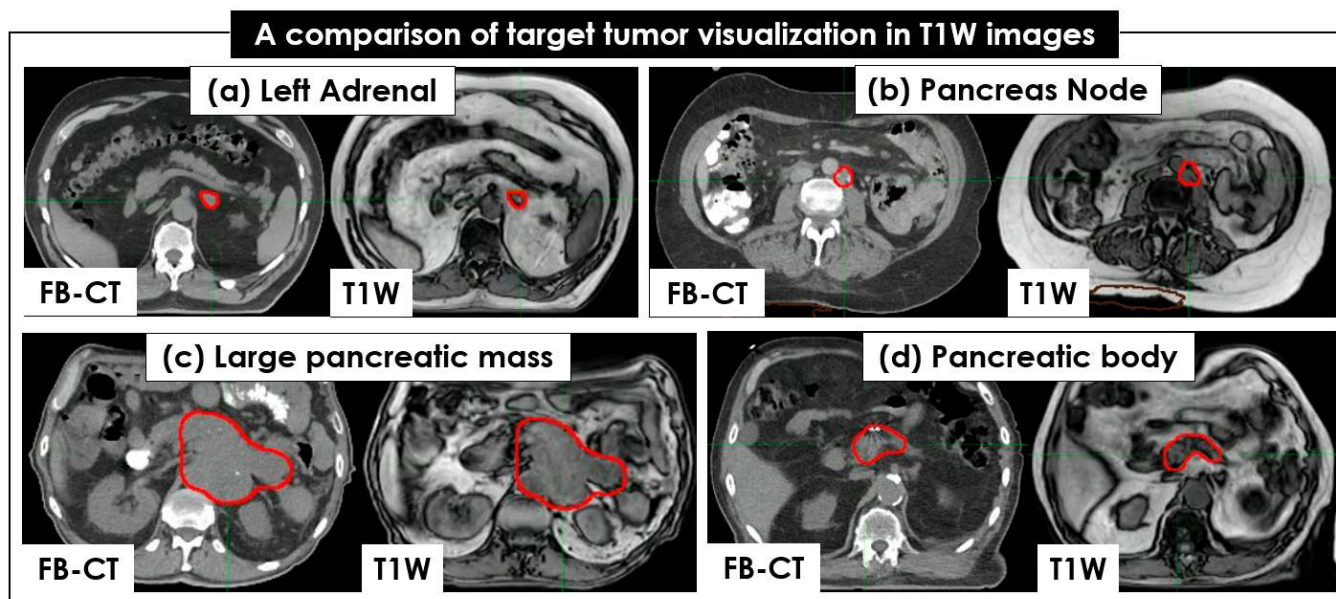 A comparison of target tumor visualization in T1W images
(a) Left Adrenal
(b) Pancreas Node
FB-CT
T1W
FB-CT
T1W
(c) Large pancreatic mass
(d) Pancreatic body
FB-CT
T1W
FB-CT
T1W